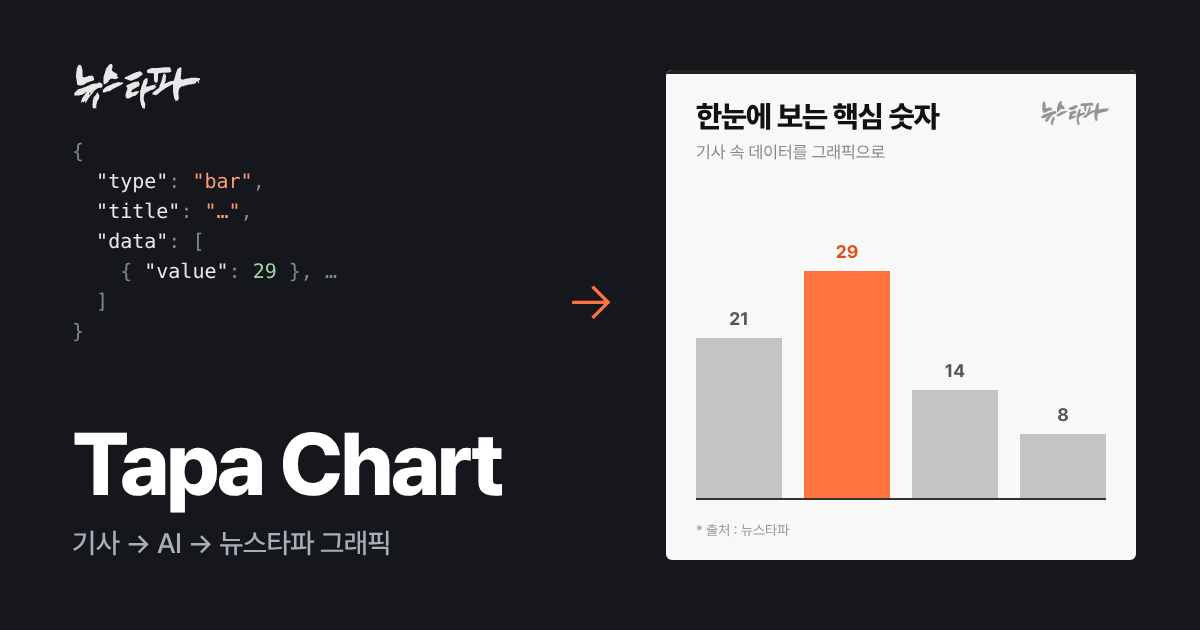 뉴스타파
{
"type": "bar",
"title": "…",
"data": [
{ "value": 29 }, …
]
}
Tapa Chart
기사 → AI → 뉴스타파 그래픽
→
한눈에 보는 핵심 숫자
뉴스타파
기사 속 데이터를 그래픽으로
21
29
14
8
* 출처 : 뉴스타파